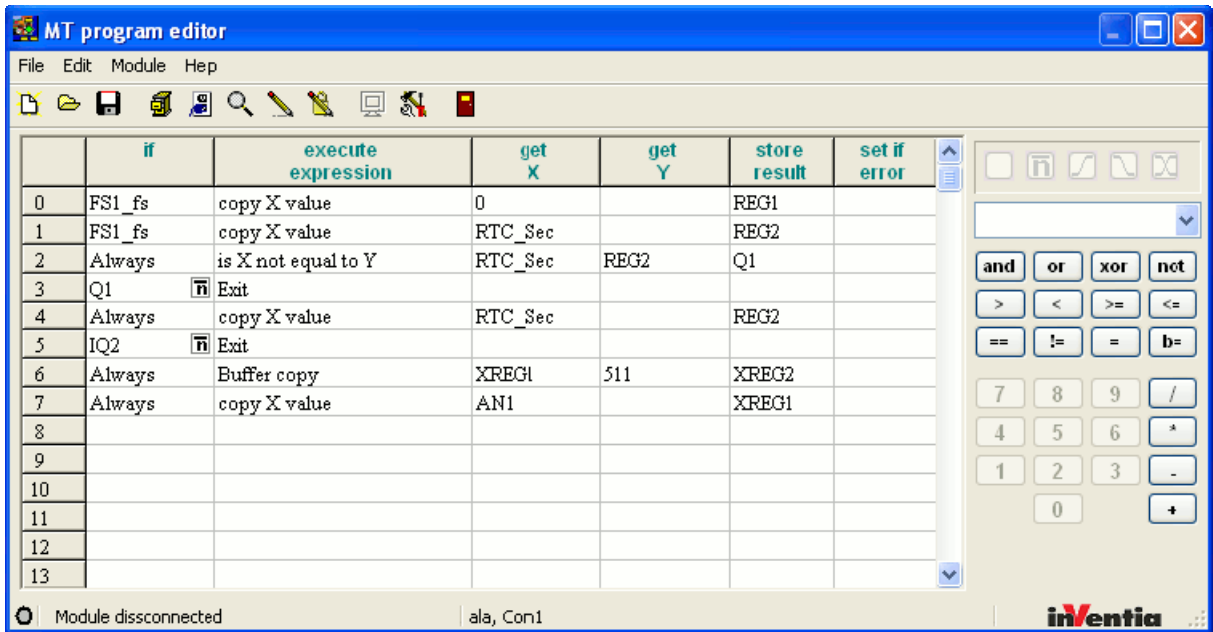 MT program editor
File Edit Module Hep
if execute expression get X get Y store result set if error
0 FS1_fs copy X value 0 REG1
1 FS1_fs copy X value RTC_Sec REG2
2 Always is X not equal to Y RTC_Sec REG2 Q1
3 Q1 n Exit
4 Always copy X value RTC_Sec REG2
5 IQ2 n Exit
6 Always Buffer copy XREG1 511 XREG2
7 Always copy X value AN1 XREG1
8
9
10
11
12
13
n
and or xor not
> < >= <=
== != = b=
7 8 9 /
4 5 6 *
1 2 3 -
0 +
Module dissconnected ala, Con1 inVentia